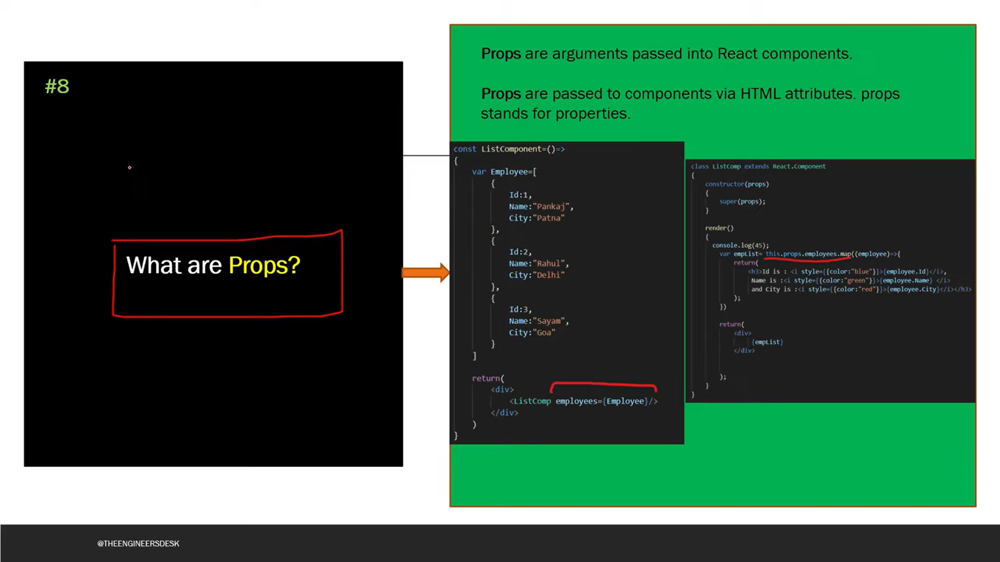 #8
What are Props?
Props are arguments passed into React components.
Props are passed to components via HTML attributes. props
stands for properties.
const ListComponent=()=>
{
var Employee=[
{
Id:1,
Name:"Pankaj",
City:"Patna"
},
{
Id:2,
Name:"Rahul",
City:"Delhi"
},
{
Id:3,
Name:"Sayam",
City:"Goa"
}
]
return(
<div>
<ListComp employees={Employee}/>
</div>
)
}
class ListComp extends React.Component
{
constructor(props)
{
super(props);
}
render()
{
console.log(45);
var empList= this.props.employees.map((employee)=>{
return(
<h3>Id is : <i style={{color:"blue"}}>{employee.Id}</i>,
Name is :<i style={{color:"green"}}>{employee.Name} </i>
and City is :<i style={{color:"red"}}>{employee.City}</i></h3>
);
})
return(
<div>
{empList}
</div>
);
}
}
@THEENGINEERSDESK